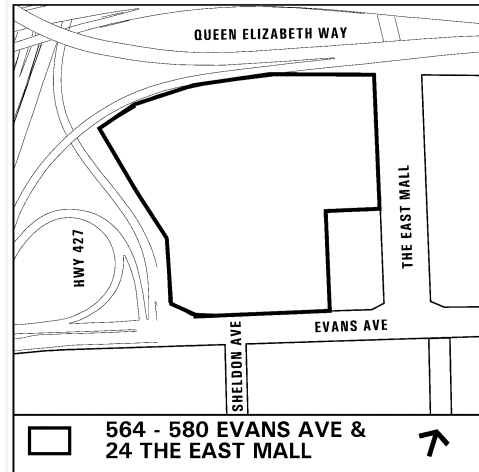 QUEEN ELIZABETH WAY
THE EAST MALL
HWY 427
EVANS AVE
SHELDON AVE
564 - 580 EVANS AVE &
24 THE EAST MALL